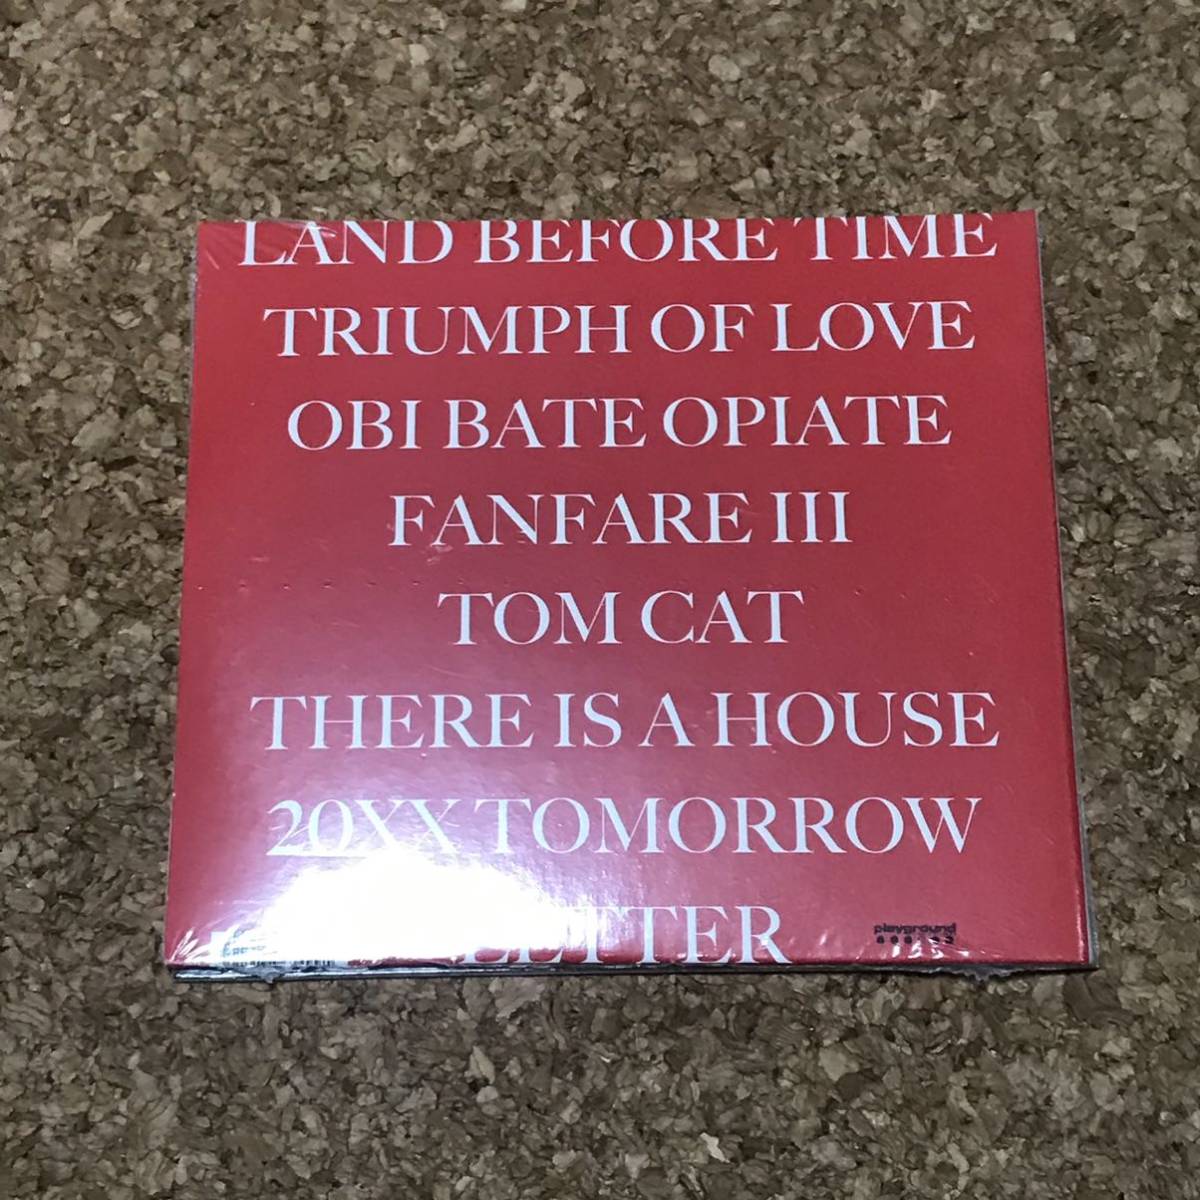 LAND BEFORE TIME
TRIUMPH OF LOVE
OBI BATE OPIATE
FANFARE III
TOM CAT
THERE IS A HOUSE
20XX TOMORROW
LETTER
playground